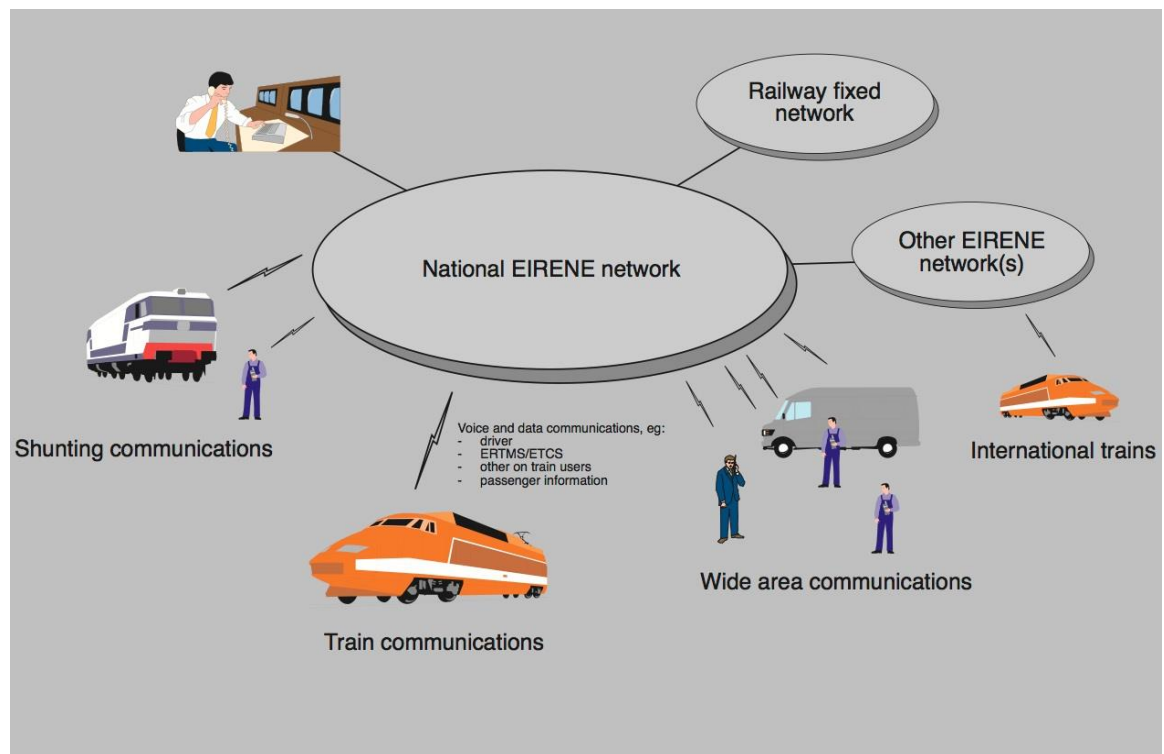 Railway fixed
network
Other EIRENE
network(s)
National EIRENE network
Shunting communications
Voice and data communications, eg:
- driver
- ERTMS/ETCS
- other on train users
- passenger information
International trains
Wide area communications
Train communications